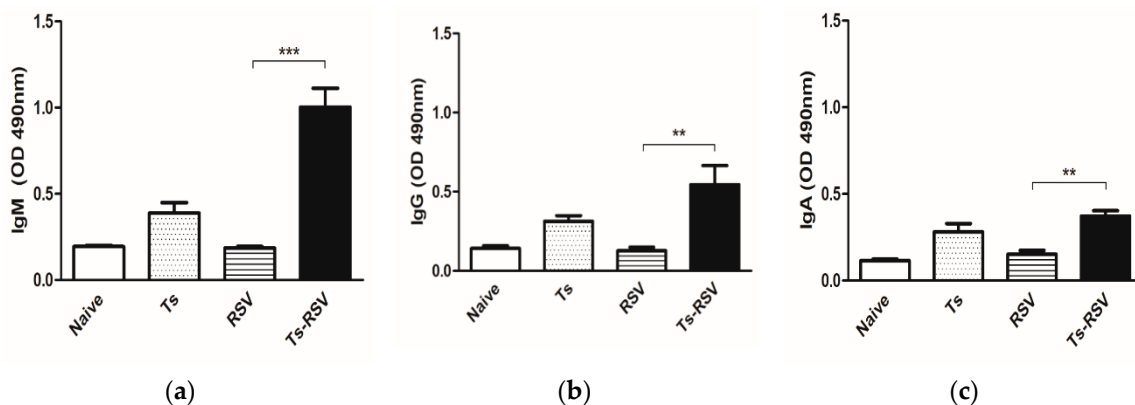 1.5
1.0
0.5
0.0
IgM (OD 490nm)
***
Naive
Ts
RSV
Ts-RSV
(a)
1.5
1.0
0.5
0.0
IgG (OD 490nm)
**
Naive
Ts
RSV
Ts-RSV
(b)
1.5
1.0
0.5
0.0
IgA (OD 490nm)
**
Naive
Ts
RSV
Ts-RSV
(c)